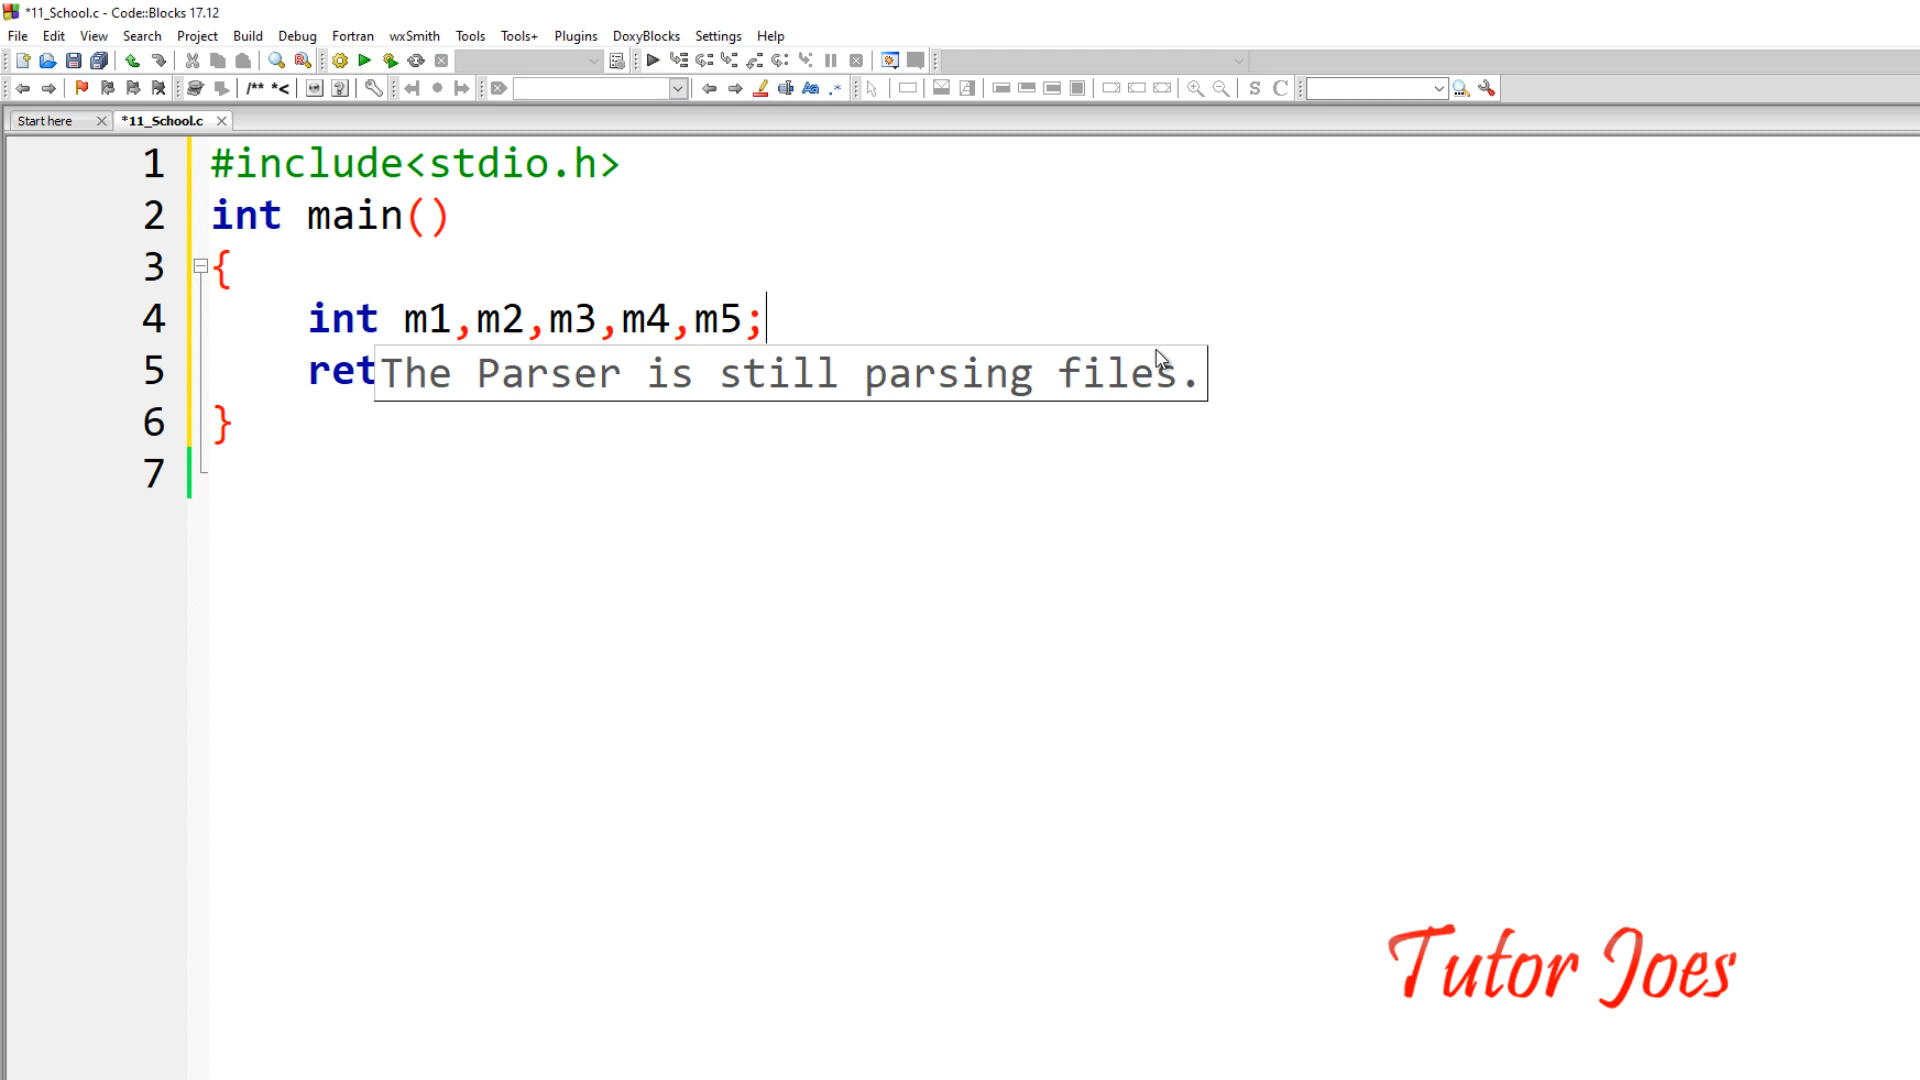 *11_School.c - Code::Blocks 17.12
File Edit View Search Project Build Debug Fortran wxSmith Tools Tools+ Plugins DoxyBlocks Settings Help
/** *<
Aa .* S C
Start here *11_School.c
1 #include<stdio.h>
2 int main()
3 {
4 int m1,m2,m3,m4,m5;
5 ret
The Parser is still parsing files.
6 }
7
Tutor Joes